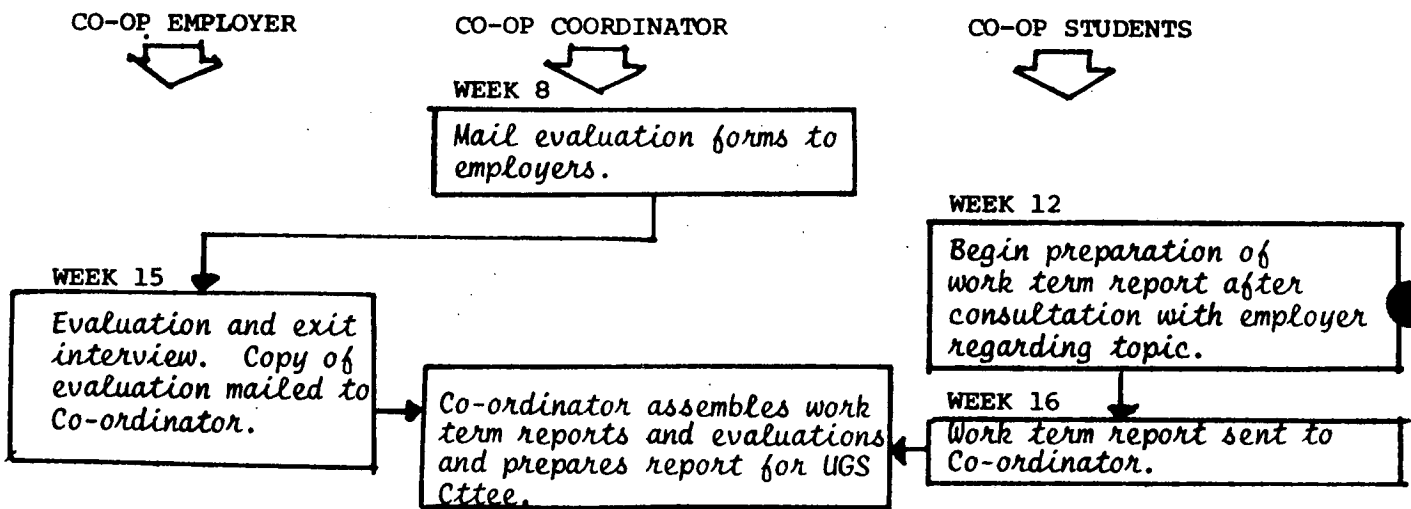 CO-OP EMPLOYER
CO-OP COORDINATOR
CO-OP STUDENTS
WEEK 8
Mail evaluation forms to
employers.
WEEK 12
Begin preparation of
work term report after
consultation with employer
regarding topic.
WEEK 15
Evaluation and exit
interview. Copy of
evaluation mailed to
Co-ordinator.
Co-ordinator assembles work
term reports and evaluations
and prepares report for UGS
Cttee.
WEEK 16
Work term report sent to
Co-ordinator.